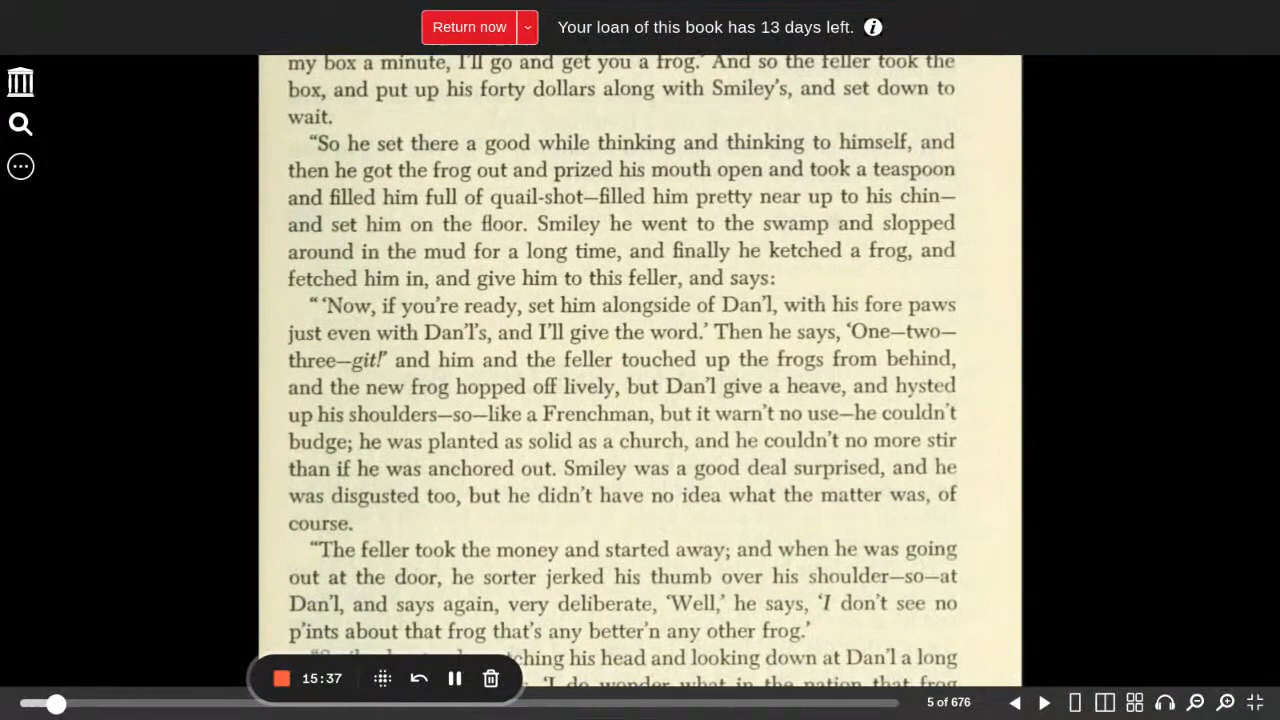 Return now
Your loan of this book has 13 days left.
my box a minute, I'll go and get you a frog.' And so the feller took the
box, and put up his forty dollars along with Smiley's, and set down to
wait.
“So he set there a good while thinking and thinking to himself, and
then he got the frog out and prized his mouth open and took a teaspoon
and filled him full of quail-shot—filled him pretty near up to his chin—
and set him on the floor. Smiley he went to the swamp and slopped
around in the mud for a long time, and finally he ketched a frog, and
fetched him in, and give him to this feller, and says:
“ ‘Now, if you’re ready, set him alongside of Dan’l, with his fore paws
just even with Dan’l’s, and I’ll give the word.’ Then he says, ‘One—two—
three—git!’ and him and the feller touched up the frogs from behind,
and the new frog hopped off lively, but Dan’l give a heave, and hysted
up his shoulders—so—like a Frenchman, but it warn’t no use—he couldn’t
budge; he was planted as solid as a church, and he couldn’t no more stir
than if he was anchored out. Smiley was a good deal surprised, and he
was disgusted too, but he didn’t have no idea what the matter was, of
course.
“The feller took the money and started away; and when he was going
out at the door, he sorter jerked his thumb over his shoulder—so—at
Dan’l, and says again, very deliberate, ‘Well,’ he says, ‘I don’t see no
p’ints about that frog that’s any better’n any other frog.’
his head and looking down at Dan’l a long
‘I do wonder what in the nation that frog
15:37
5 of 676